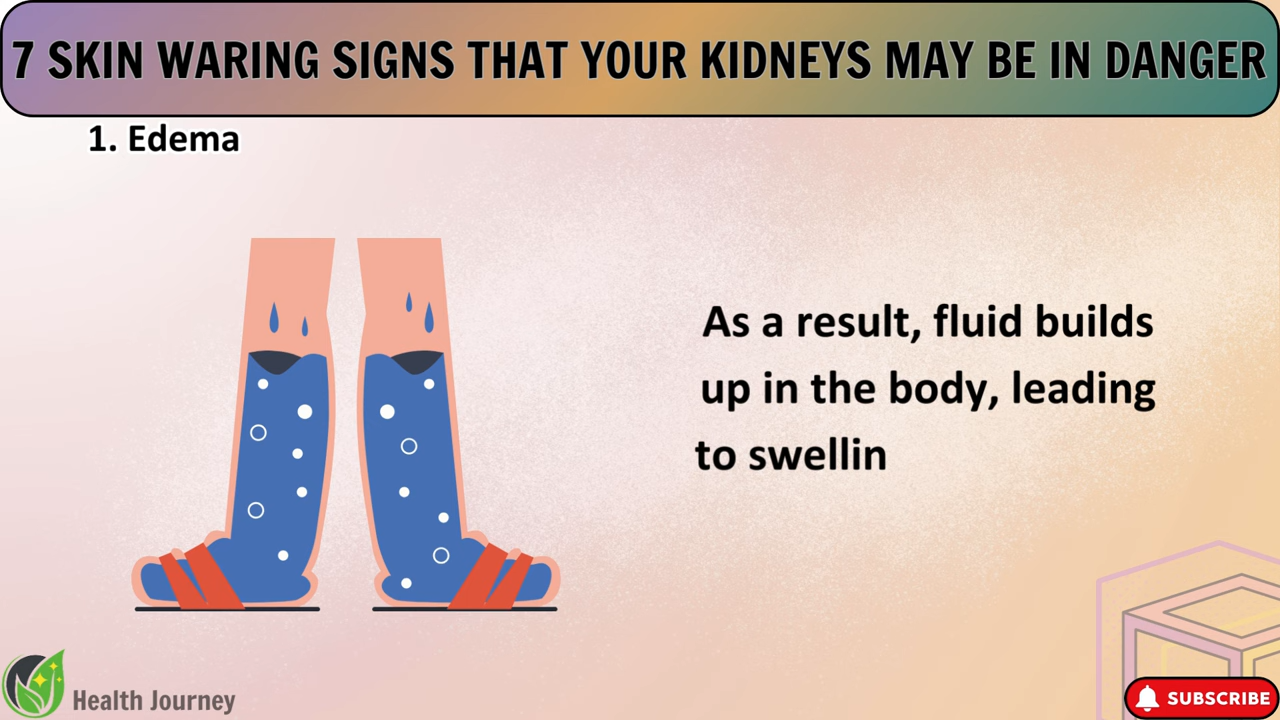 7 SKIN WARING SIGNS THAT YOUR KIDNEYS MAY BE IN DANGER
1. Edema
As a result, fluid builds
up in the body, leading
to swellin
Health Journey
SUBSCRIBE